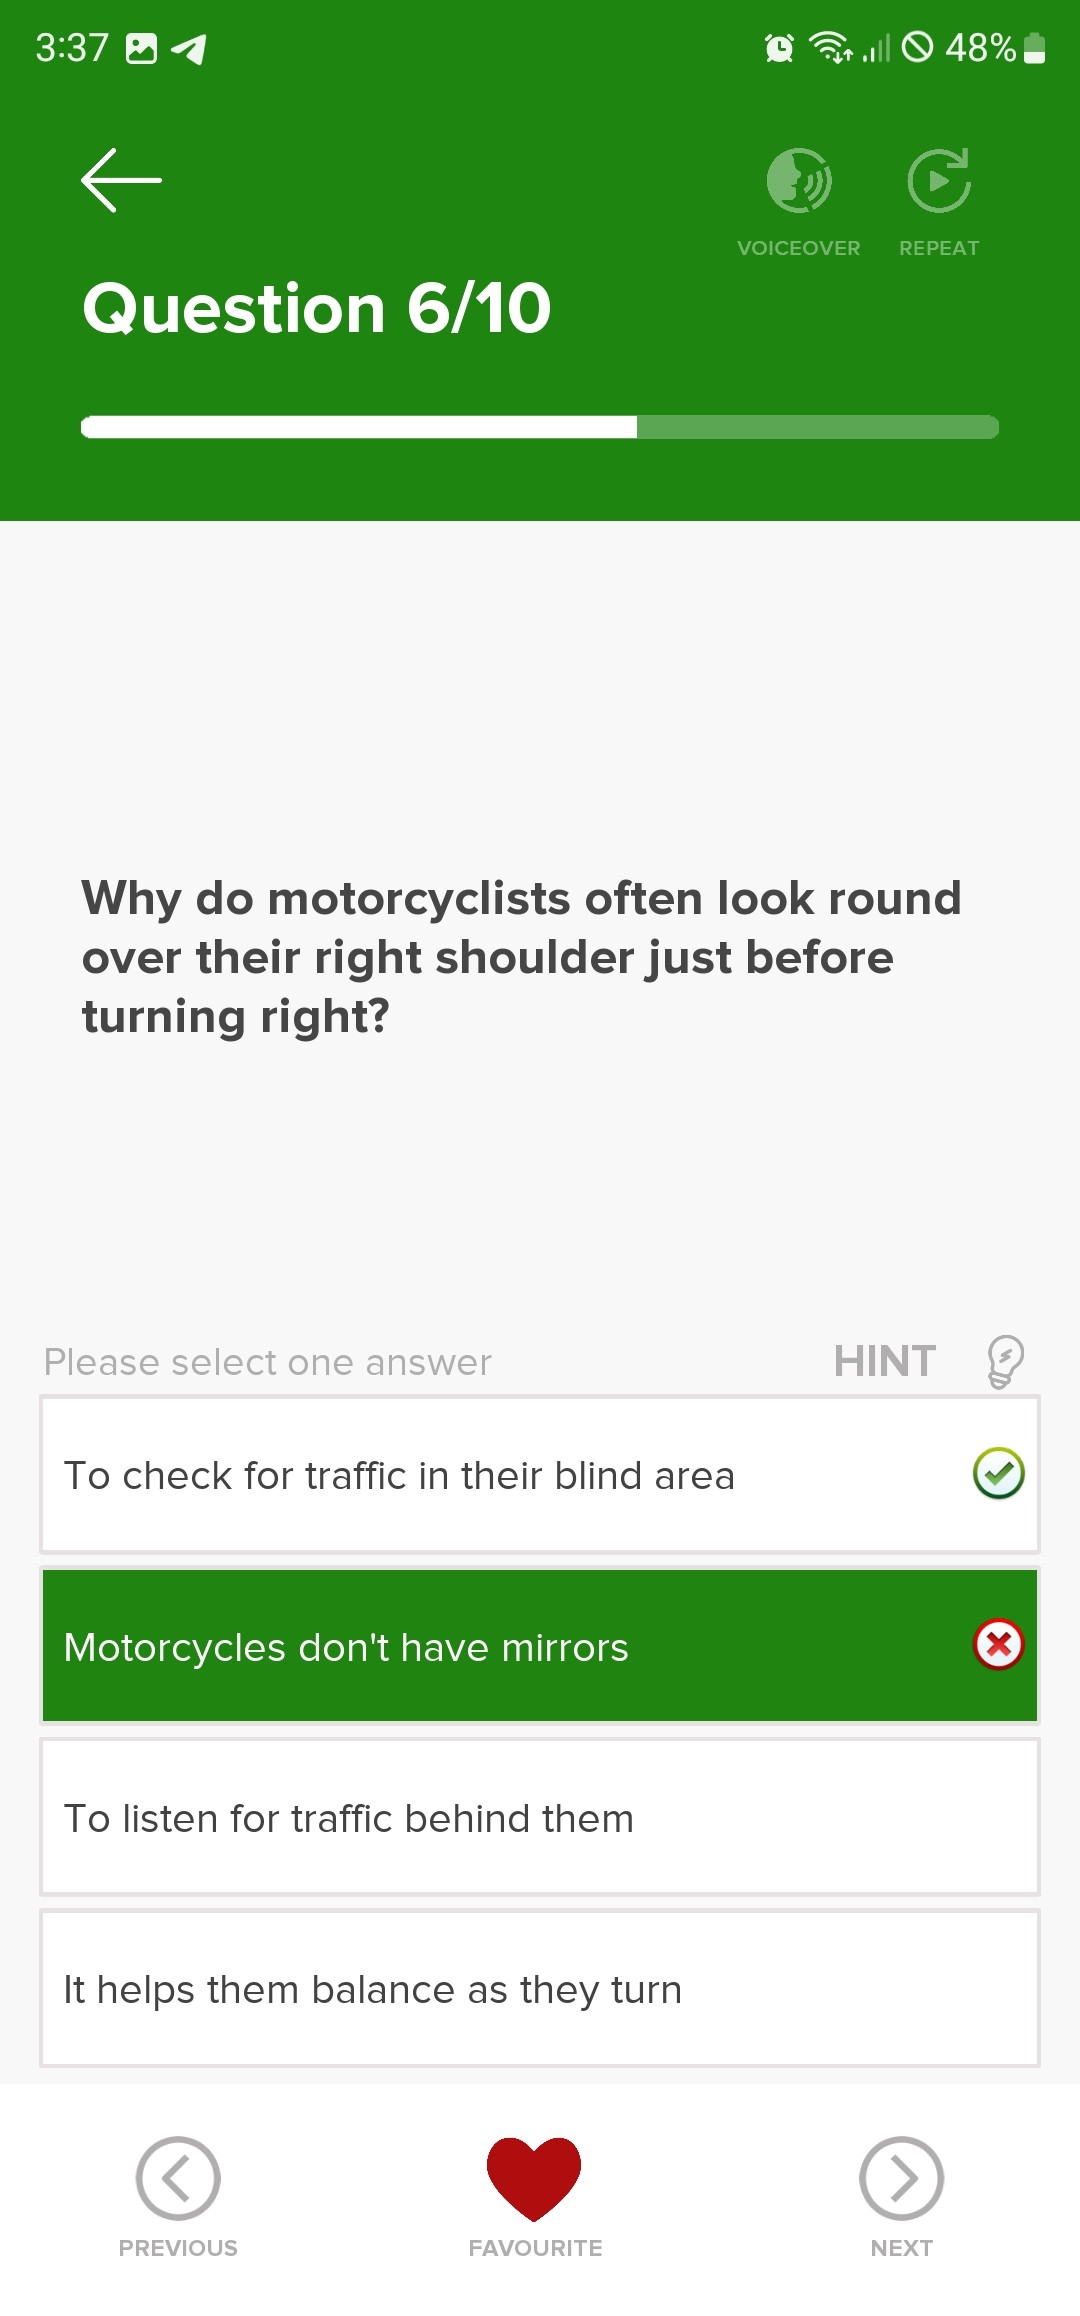 3:37
48%
VOICEOVER
REPEAT
Question 6/10
Why do motorcyclists often look round
over their right shoulder just before
turning right?
Please select one answer
HINT
To check for traffic in their blind area
Motorcycles don't have mirrors
To listen for traffic behind them
It helps them balance as they turn
PREVIOUS
FAVOURITE
NEXT